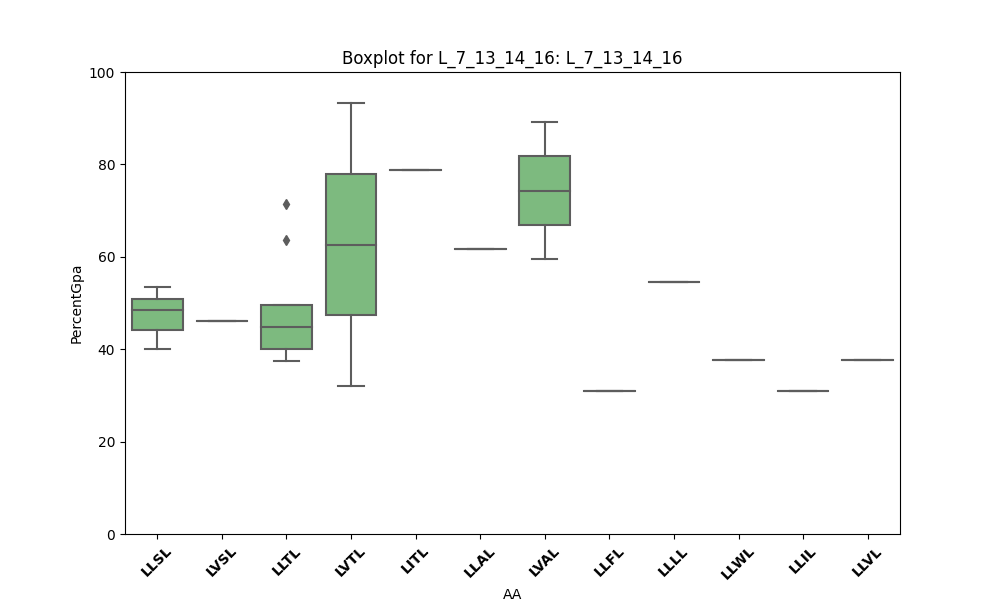 Boxplot for L_7_13_14_16: L_7_13_14_16
100
80
60
40
20
0
PercentGpa
LLSL
LVSL
LLTL
LVTL
LITL
LLAL
LVAL
LLFL
LLLL
LLWL
LLIL
LLVL
AA